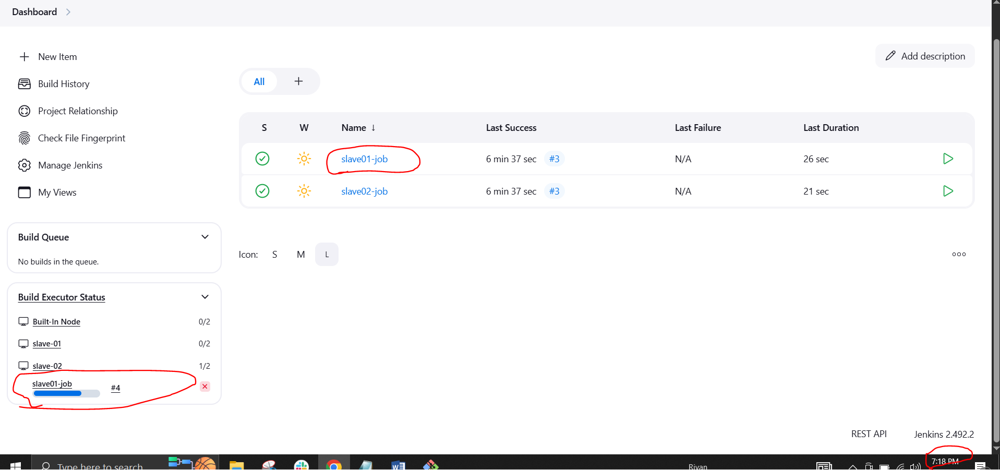 Dashboard
New Item
Build History
Project Relationship
Check File Fingerprint
Manage Jenkins
My Views
Build Queue
No builds in the queue.
Build Executor Status
Built-In Node 0/2
slave-01 0/2
slave-02 1/2
slave01-job #4
Add description
All +
S W Name ↓ Last Success Last Failure Last Duration
slave01-job 6 min 37 sec #3 N/A 26 sec
slave02-job 6 min 37 sec #3 N/A 21 sec
Icon: S M L
REST API Jenkins 2.492.2
Type here to search Riyan 7:18 PM